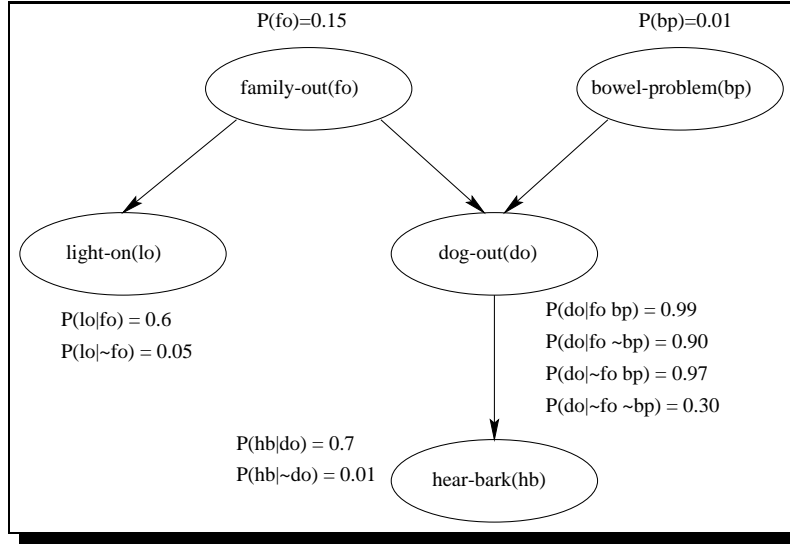 P(fo)=0.15
P(bp)=0.01
family-out(fo)
bowel-problem(bp)
light-on(lo)
dog-out(do)
P(lo|fo) = 0.6
P(lo|~fo) = 0.05
P(do|fo bp) = 0.99
P(do|fo ~bp) = 0.90
P(do|~fo bp) = 0.97
P(do|~fo ~bp) = 0.30
P(hb|do) = 0.7
P(hb|~do) = 0.01
hear-bark(hb)